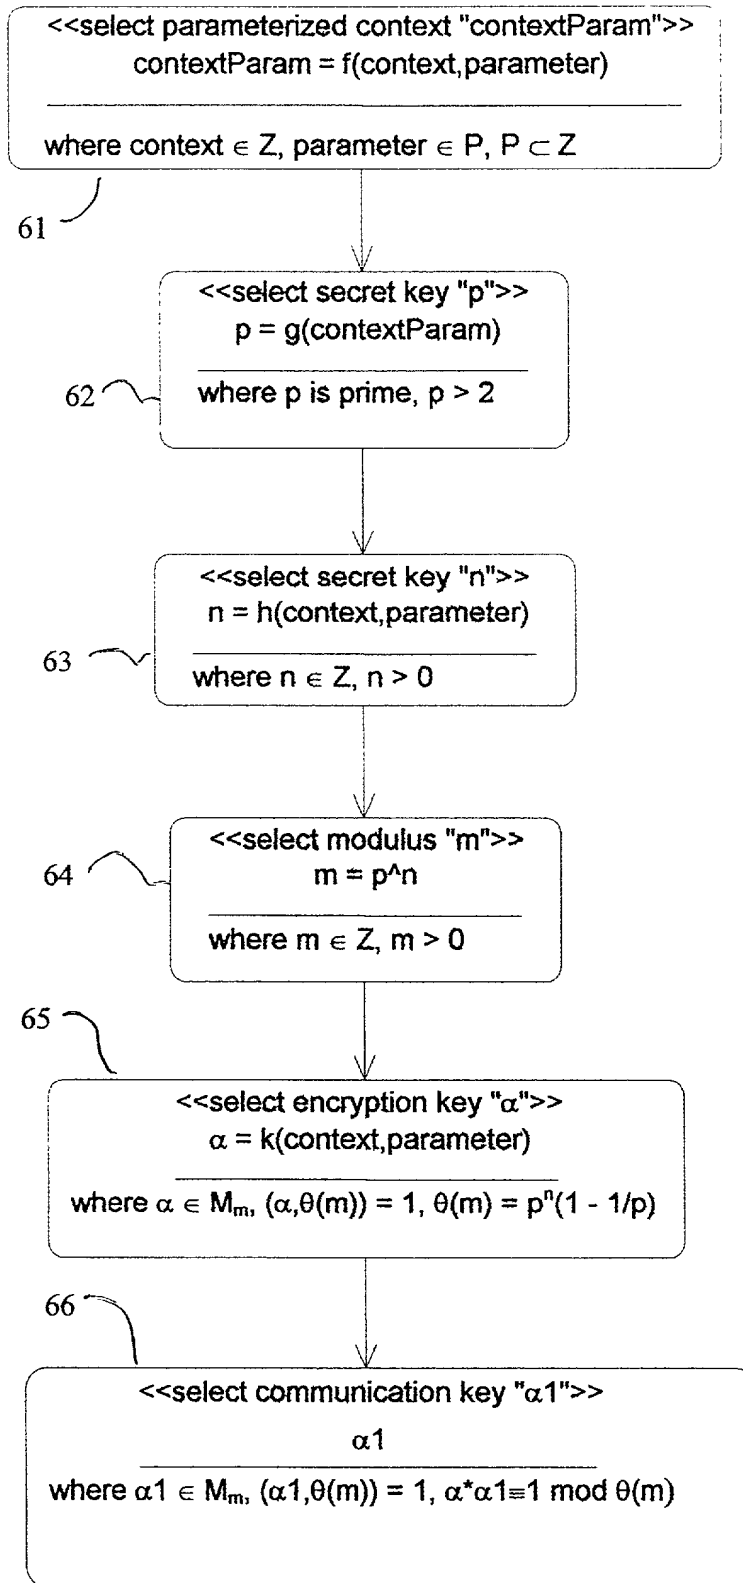 <<select parameterized context "contextParam">>
contextParam = f(context,parameter)
where context ∈ Z, parameter ∈ P, P ⊂ Z
61
<<select secret key "p">>
p = g(contextParam)
where p is prime, p > 2
62
<<select secret key "n">>
n = h(context,parameter)
where n ∈ Z, n > 0
63
<<select modulus "m">>
m = p^n
where m ∈ Z, m > 0
64
65
<<select encryption key "α">>
α = k(context,parameter)
where α ∈ Mₘ, (α,θ(m)) = 1, θ(m) = pⁿ(1 - 1/p)
66
<<select communication key "α1">>
α1
where α1 ∈ Mₘ, (α1,θ(m)) = 1, α*α1≡1 mod θ(m)